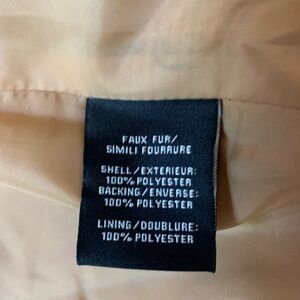 FAUX FUR/
SIMILI FOURRURE
SHELL/EXTERIEUR:
100% POLYESTER
BACKING/ENVERSE:
100% POLYESTER
LINING/DOUBLURE:
100% POLYESTER